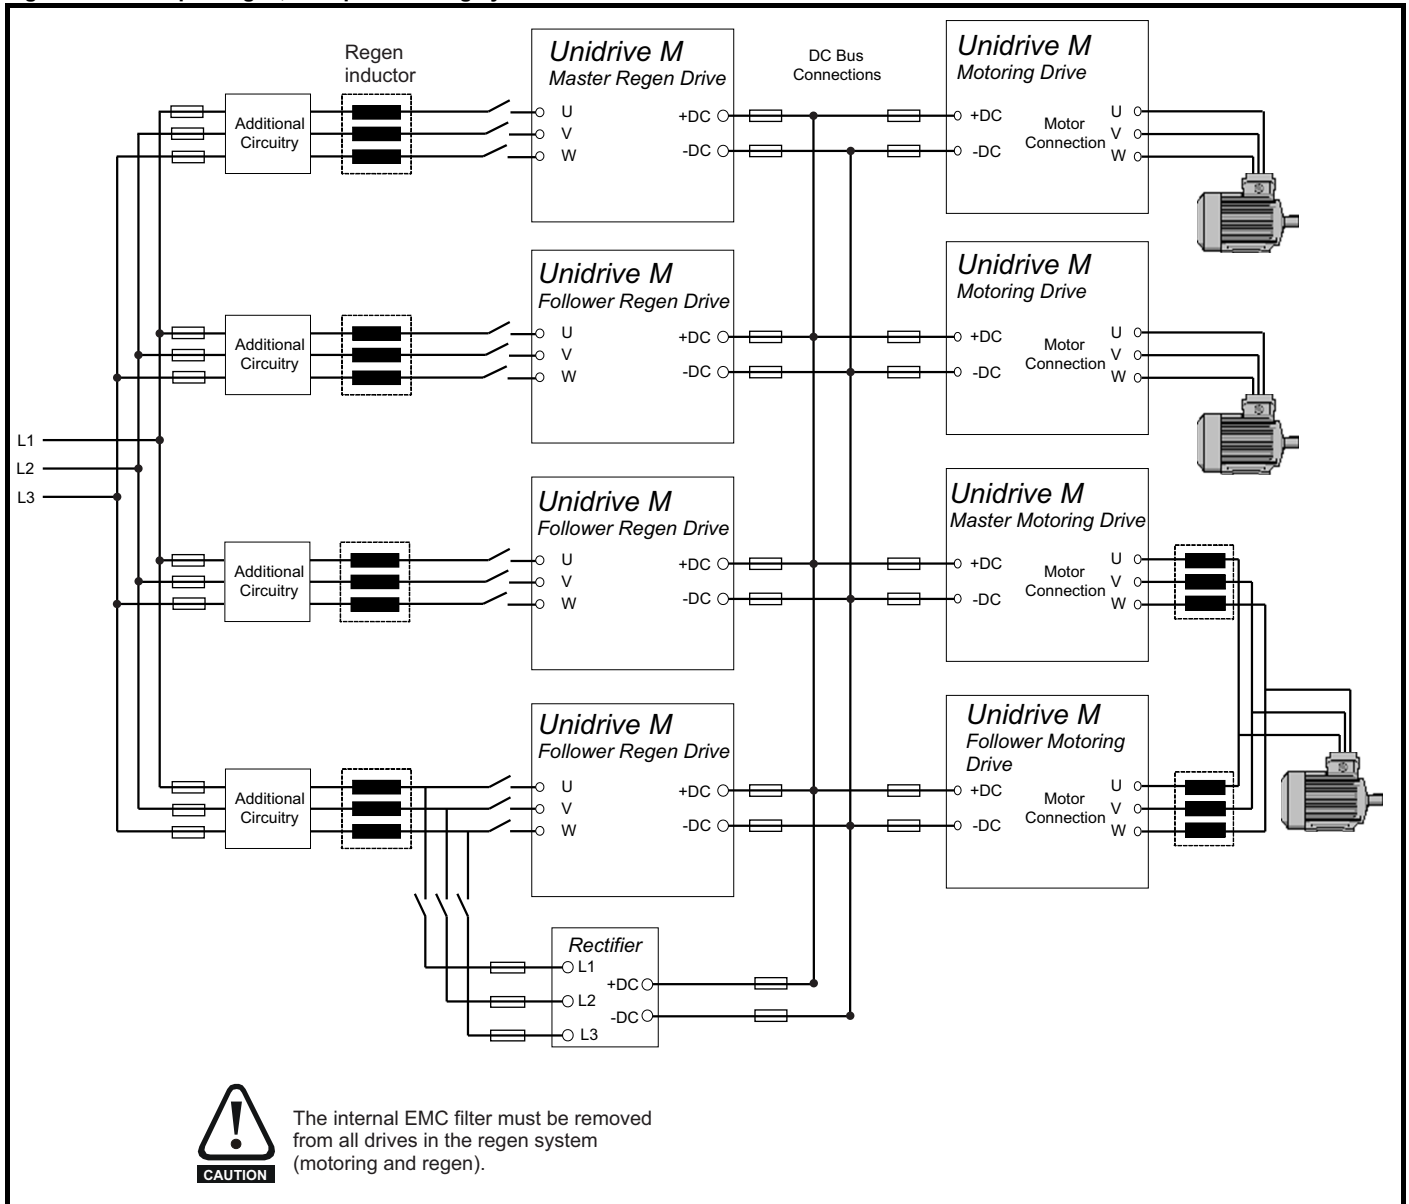 Regen
inductor
Unidrive M
Master Regen Drive
DC Bus
Connections
Unidrive M
Motoring Drive
Additional
Circuitry
U
V
W
+DC
-DC
+DC
-DC
Motor
Connection
U
V
W
Unidrive M
Follower Regen Drive
Unidrive M
Motoring Drive
Additional
Circuitry
U
V
W
+DC
-DC
+DC
-DC
Motor
Connection
U
V
W
L1
L2
L3
Unidrive M
Follower Regen Drive
Unidrive M
Master Motoring Drive
Additional
Circuitry
U
V
W
+DC
-DC
+DC
-DC
Motor
Connection
U
V
W
Unidrive M
Follower Regen Drive
Unidrive M
Follower Motoring
Drive
Additional
Circuitry
U
V
W
+DC
-DC
+DC
-DC
Motor
Connection
U
V
W
Rectifier
L1
L2
L3
+DC
-DC
CAUTION
The internal EMC filter must be removed
from all drives in the regen system
(motoring and regen).